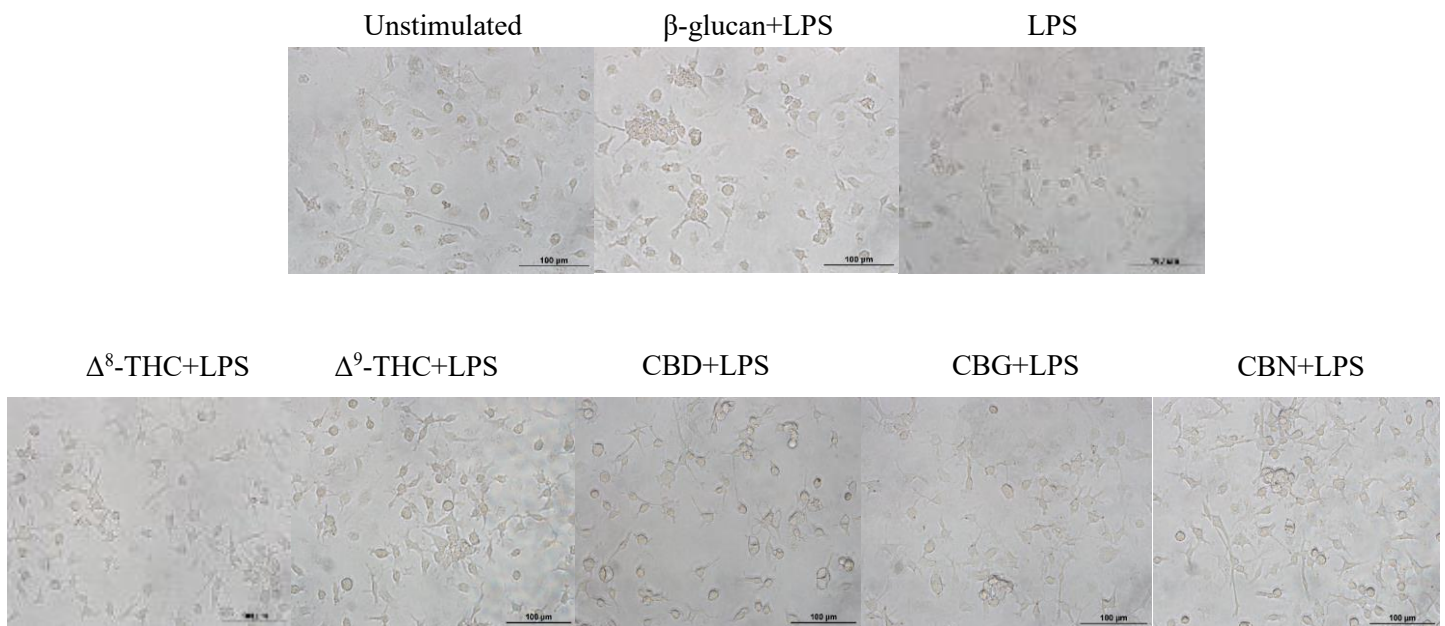 Unstimulated
β-glucan+LPS
LPS
100 µm
100 µm
Δ⁸-THC+LPS
Δ⁹-THC+LPS
CBD+LPS
CBG+LPS
CBN+LPS
100 µm
100 µm
100 µm
100 µm